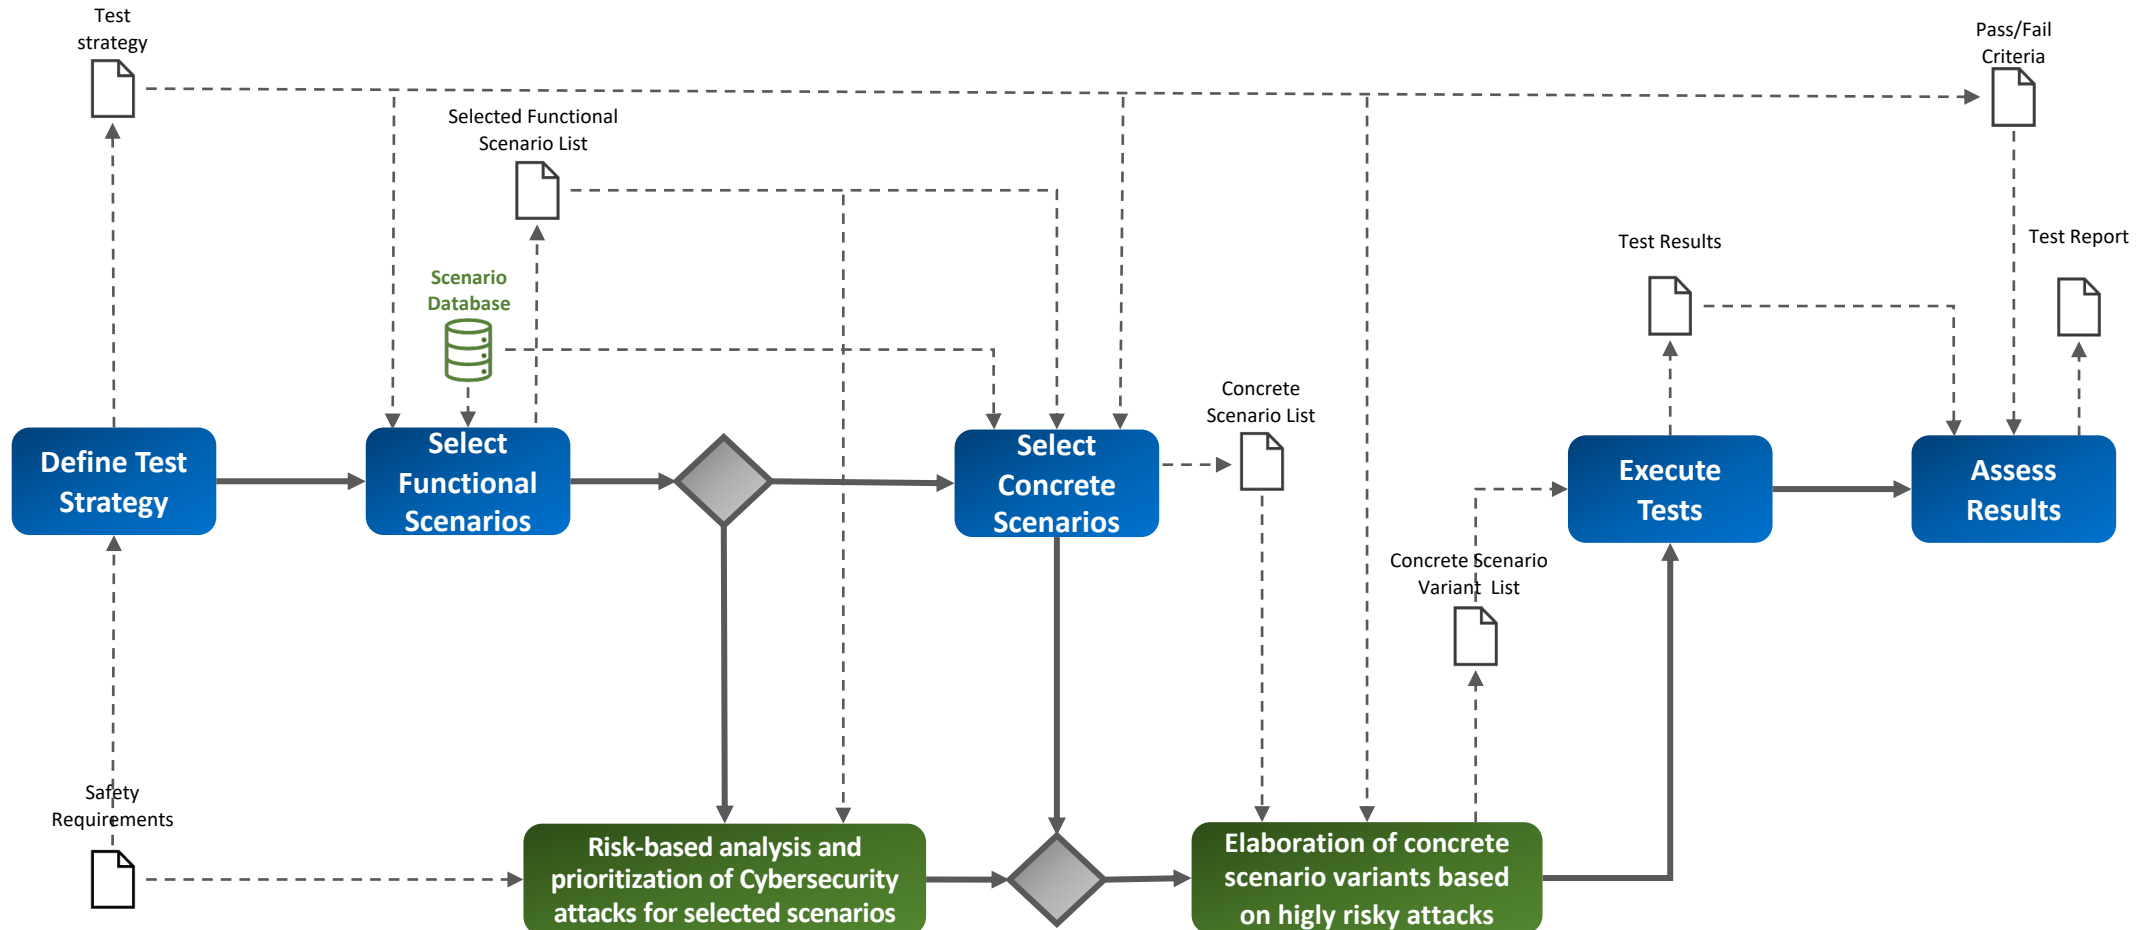 Test
strategy
Pass/Fail
Criteria
Selected Functional
Scenario List
Test Results
Test Report
Scenario
Database
Concrete
Scenario List
Define Test
Strategy
Select
Functional
Scenarios
Select
Concrete
Scenarios
Execute
Tests
Assess
Results
Concrete Scenario
Variant List
Safety
Requirements
Risk-based analysis and
prioritization of Cybersecurity
attacks for selected scenarios
Elaboration of concrete
scenario variants based
on higly risky attacks